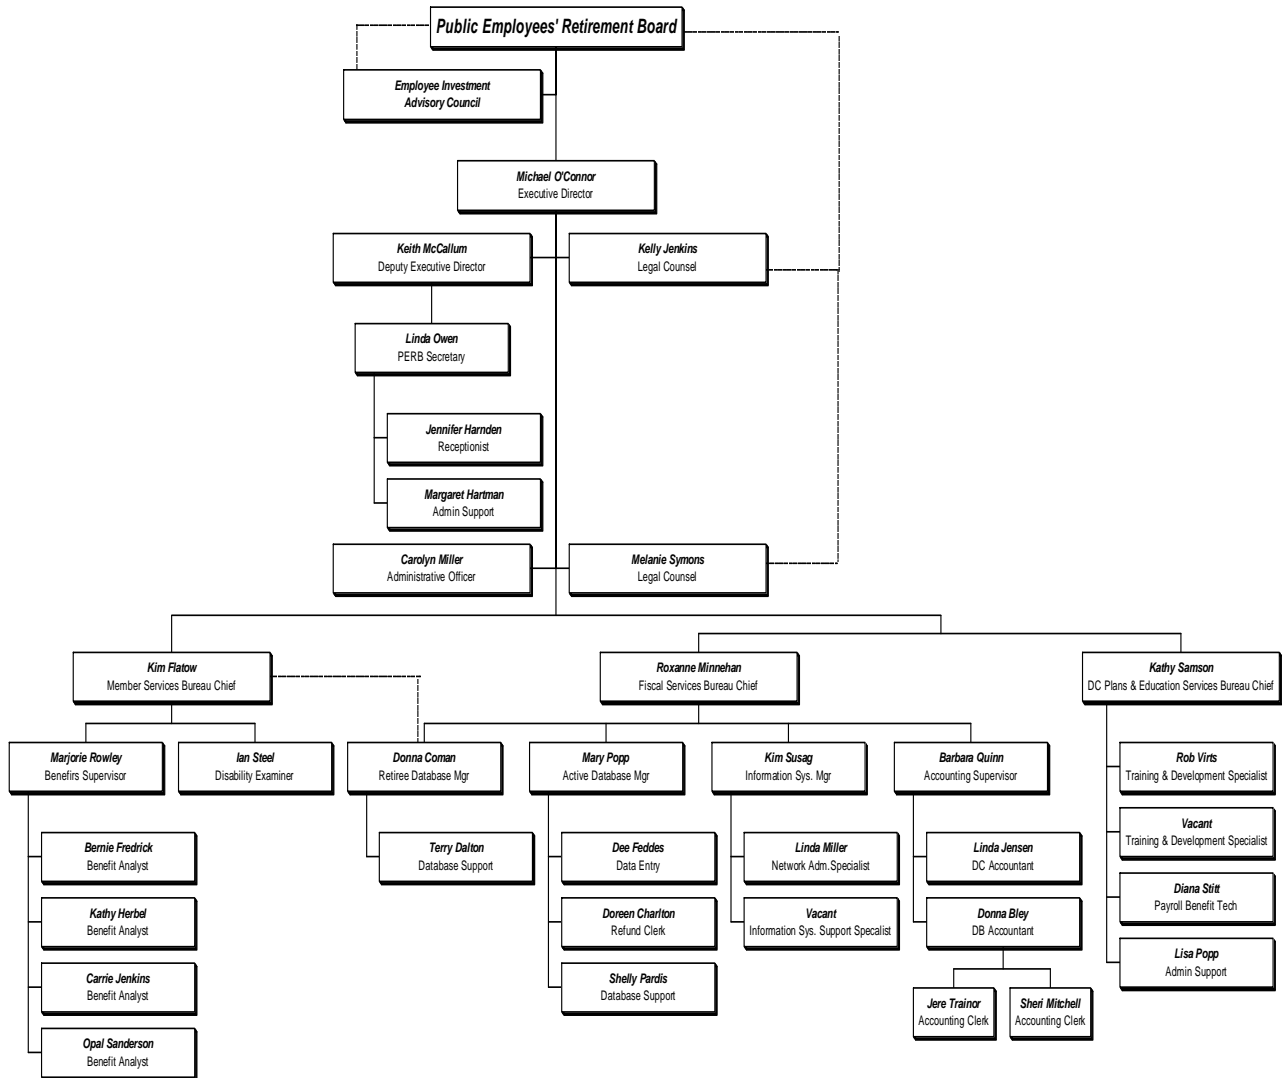 Public Employees' Retirement Board
Employee Investment
Advisory Council
Michael O'Connor
Executive Director
Keith McCallum
Deputy Executive Director
Kelly Jenkins
Legal Counsel
Linda Owen
PERB Secretary
Jennifer Harnden
Receptionist
Margaret Hartman
Admin Support
Carolyn Miller
Administrative Officer
Melanie Symons
Legal Counsel
Kim Flatow
Member Services Bureau Chief
Roxanne Minnehan
Fiscal Services Bureau Chief
Kathy Samson
DC Plans & Education Services Bureau Chief
Marjorie Rowley
Benefirs Supervisor
Ian Steel
Disability Examiner
Donna Coman
Retiree Database Mgr
Mary Popp
Active Database Mgr
Kim Susag
Information Sys. Mgr
Barbara Quinn
Accounting Supervisor
Rob Virts
Training & Development Specialist
Bernie Fredrick
Benefit Analyst
Terry Dalton
Database Support
Dee Feddes
Data Entry
Linda Miller
Network Adm.Specialist
Linda Jensen
DC Accountant
Vacant
Training & Development Specialist
Kathy Herbel
Benefit Analyst
Doreen Charlton
Refund Clerk
Vacant
Information Sys. Support Specalist
Donna Bley
DB Accountant
Diana Stitt
Payroll Benefit Tech
Carrie Jenkins
Benefit Analyst
Shelly Pardis
Database Support
Jere Trainor
Accounting Clerk
Sheri Mitchell
Accounting Clerk
Lisa Popp
Admin Support
Opal Sanderson
Benefit Analyst